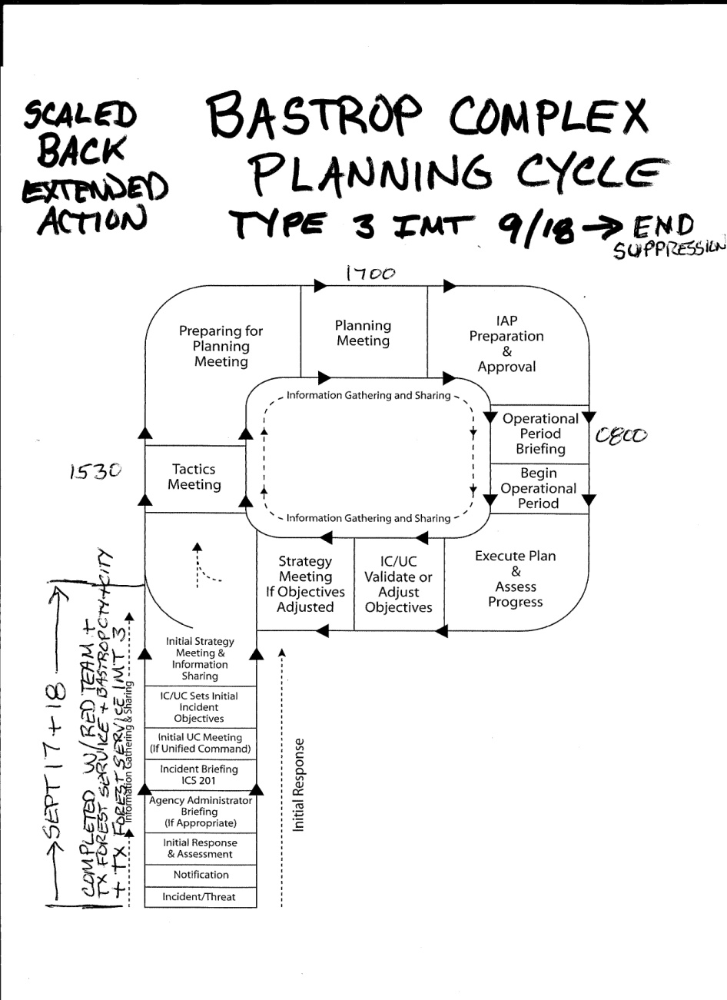 SCALED
BACK
EXTENDED
ACTION
BASTROP COMPLEX
PLANNING CYCLE
TYPE 3 IMT 9/18 → END
SUPPRESSION
1700
Preparing for
Planning
Meeting
Planning
Meeting
IAP
Preparation
&
Approval
Information Gathering and Sharing
Operational
Period
Briefing
0800
Begin
Operational
Period
1530
Tactics
Meeting
Information Gathering and Sharing
Strategy
Meeting
If Objectives
Adjusted
IC/UC
Validate or
Adjust
Objectives
Execute Plan
&
Assess
Progress
Initial Strategy
Meeting &
Information
Sharing
IC/UC Sets Initial
Incident
Objectives
Initial UC Meeting
(If Unified Command)
Incident Briefing
ICS 201
Agency Administrator
Briefing
(If Appropriate)
Initial Response
& Assessment
Notification
Incident/Threat
Initial Response
Information Gathering & Sharing
→ SEPT 17 + 18 →
COMPLETED W/RED TEAM +
TX FOREST SERVICE + BASTROP CTY + CITY
+ TX FOREST SERVICE IMT 3